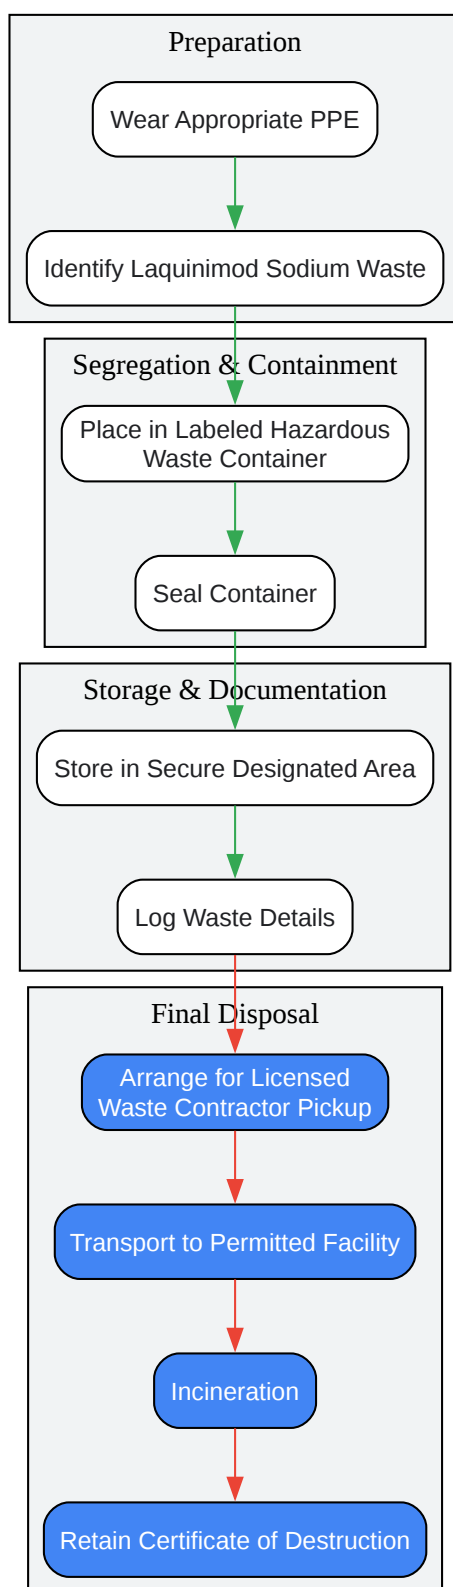 Preparation
Wear Appropriate PPE
Identify Laquinimod Sodium Waste
Segregation & Containment
Place in Labeled Hazardous
Waste Container
Seal Container
Storage & Documentation
Store in Secure Designated Area
Log Waste Details
Final Disposal
Arrange for Licensed
Waste Contractor Pickup
Transport to Permitted Facility
Incineration
Retain Certificate of Destruction